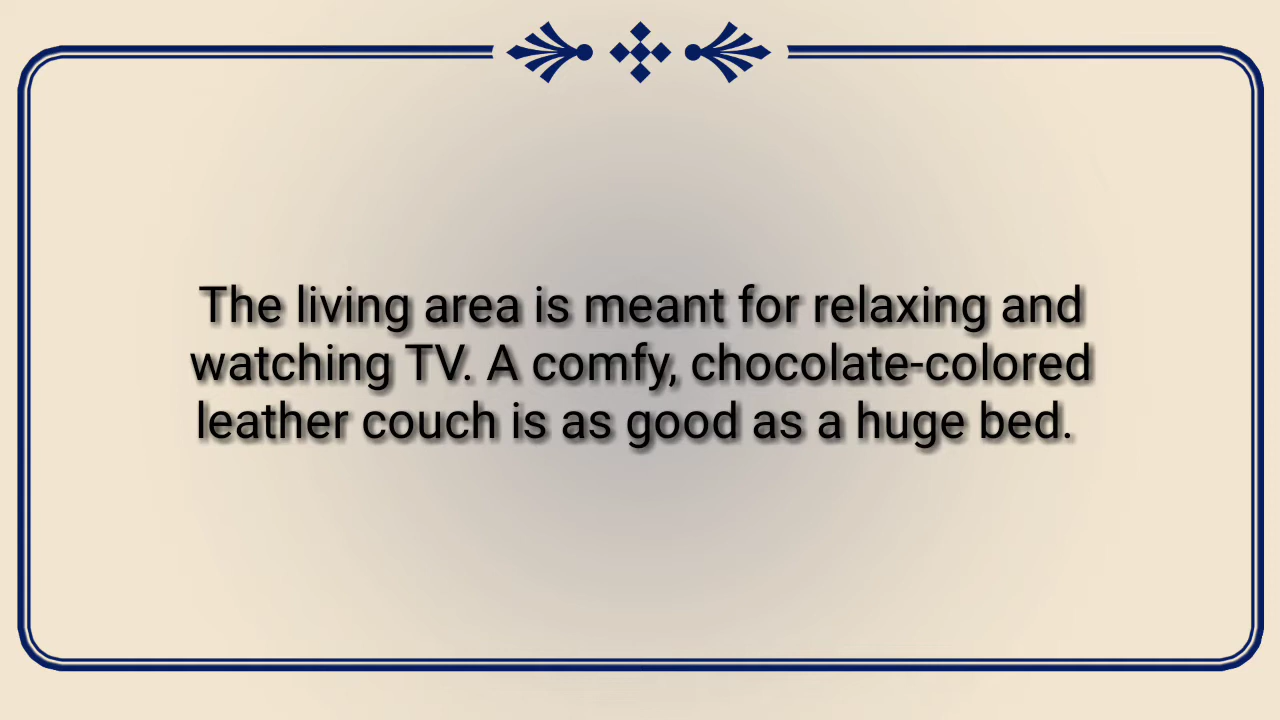 The living area is meant for relaxing and
watching TV. A comfy, chocolate-colored
leather couch is as good as a huge bed.